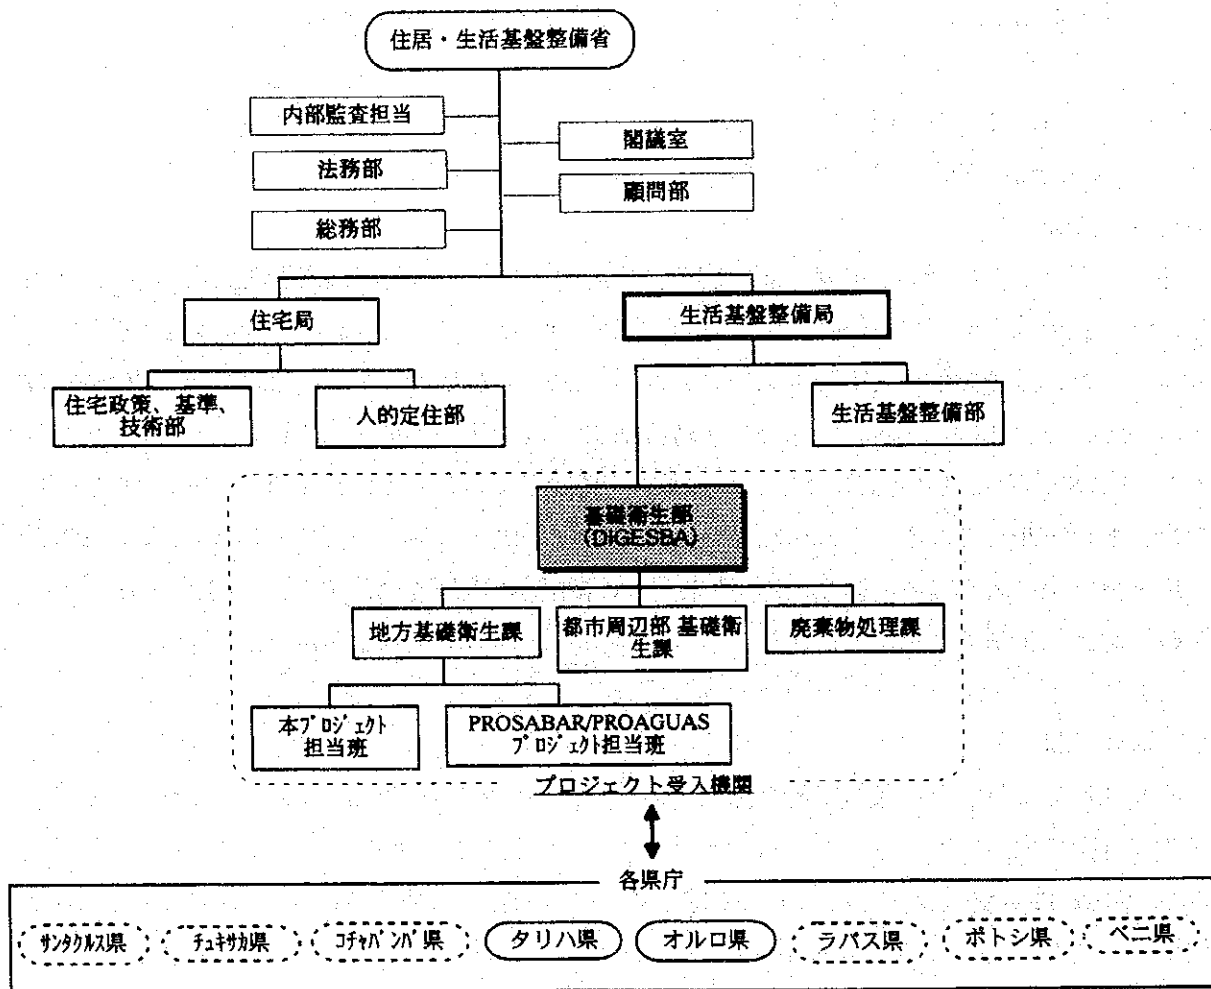 住居・生活基盤整備省
内部監査担当
閣議室
法務部
顧問部
総務部
住宅局
生活基盤整備局
住宅政策、基準、
技術部
人的定住部
生活基盤整備部
基礎衛生部
(DIGESBA)
地方基礎衛生課
都市周辺部 基礎衛
生課
廃棄物処理課
本ﾌﾟﾛｼﾞｪｸﾄ
担当班
PROSABAR/PROAGUAS
ﾌﾟﾛｼﾞｪｸﾄ担当班
プロジェクト受入機関
各県庁
ｻﾝﾀｸﾙｽ県
ﾁｭｷｻｶ県
ｺﾁｬﾊﾞﾝﾊﾞ県
タリハ県
オルロ県
ラパス県
ポトシ県
ベニ県